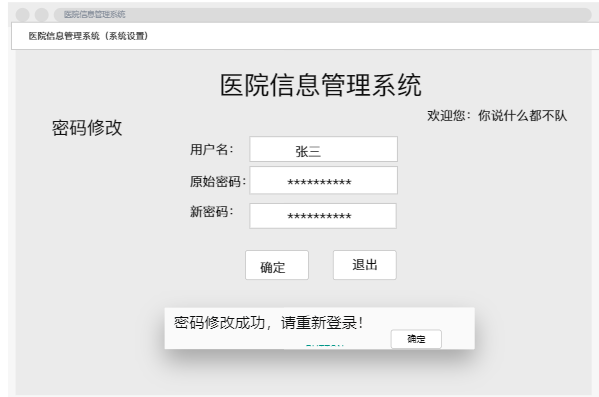 医院信息管理系统
医院信息管理系统（系统设置）
医院信息管理系统
欢迎您：你说什么都不队
密码修改
用户名： 张三
原始密码： **********
新密码： **********
确定 退出
密码修改成功，请重新登录！
确定